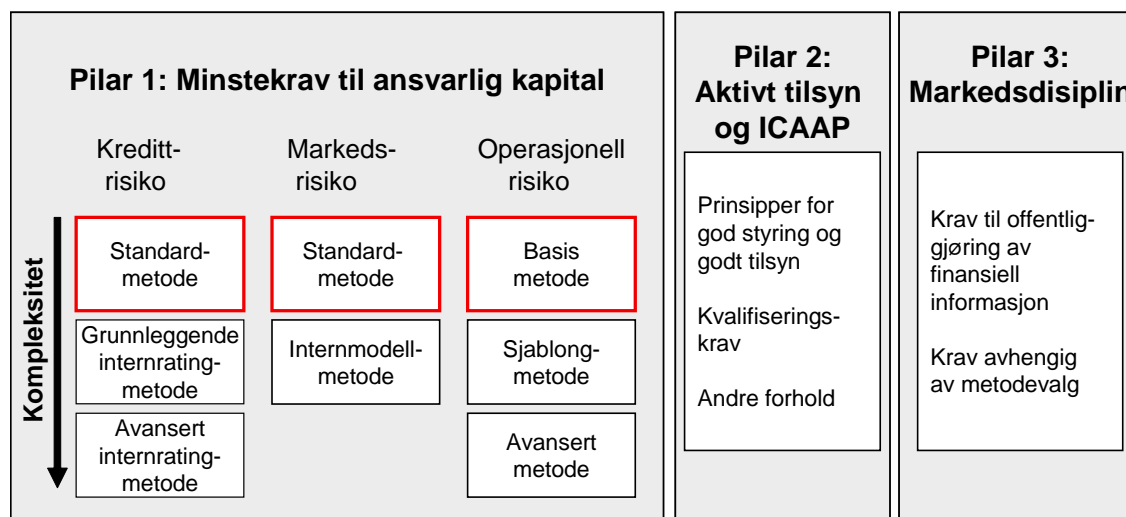 Pilar 1: Minstekrav til ansvarlig kapital
Kreditt-
risiko
Markeds-
risiko
Operasjonell
risiko
Kompleksitet
Standard-
metode
Standard-
metode
Basis
metode
Grunnleggende
internrating-
metode
Internmodell-
metode
Sjablong-
metode
Avansert
internrating-
metode
Avansert
metode
Pilar 2:
Aktivt tilsyn
og ICAAP
Prinsipper for
god styring og
godt tilsyn
Kvalifiserings-
krav
Andre forhold
Pilar 3:
Markedsdisiplin
Krav til offentlig-
gjøring av
finansiell
informasjon
Krav avhengig
av metodevalg